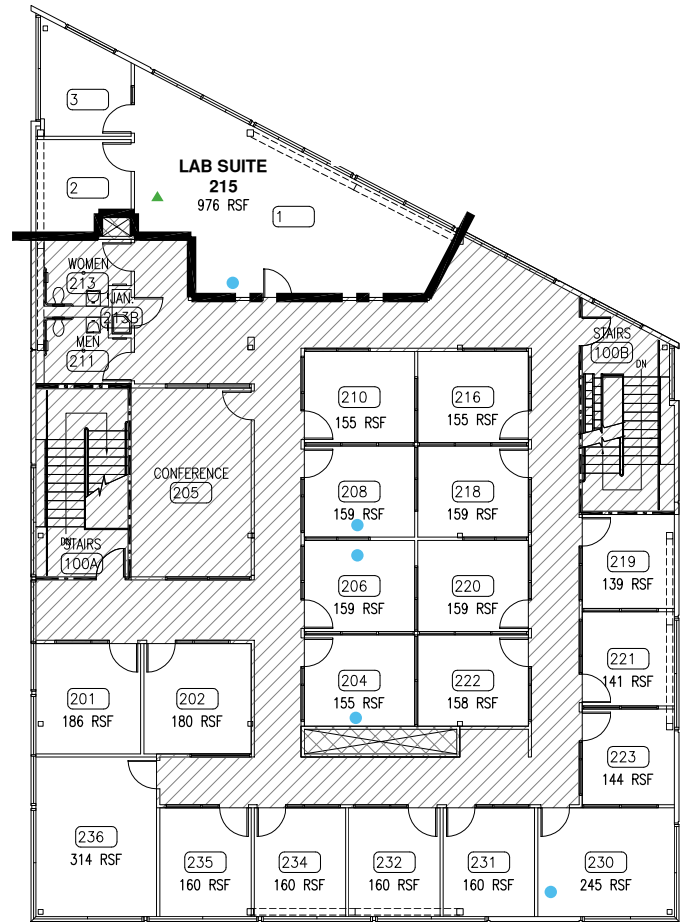 3
LAB SUITE
215
976 RSF
2
1
WOMEN
213
JAN.
213B
MEN
211
STAIRS
100B
DN
210
155 RSF
216
155 RSF
CONFERENCE
205
208
159 RSF
218
159 RSF
DN
STAIRS
100A
206
159 RSF
220
159 RSF
219
139 RSF
204
155 RSF
222
158 RSF
221
141 RSF
201
186 RSF
202
180 RSF
223
144 RSF
236
314 RSF
235
160 RSF
234
160 RSF
232
160 RSF
231
160 RSF
230
245 RSF